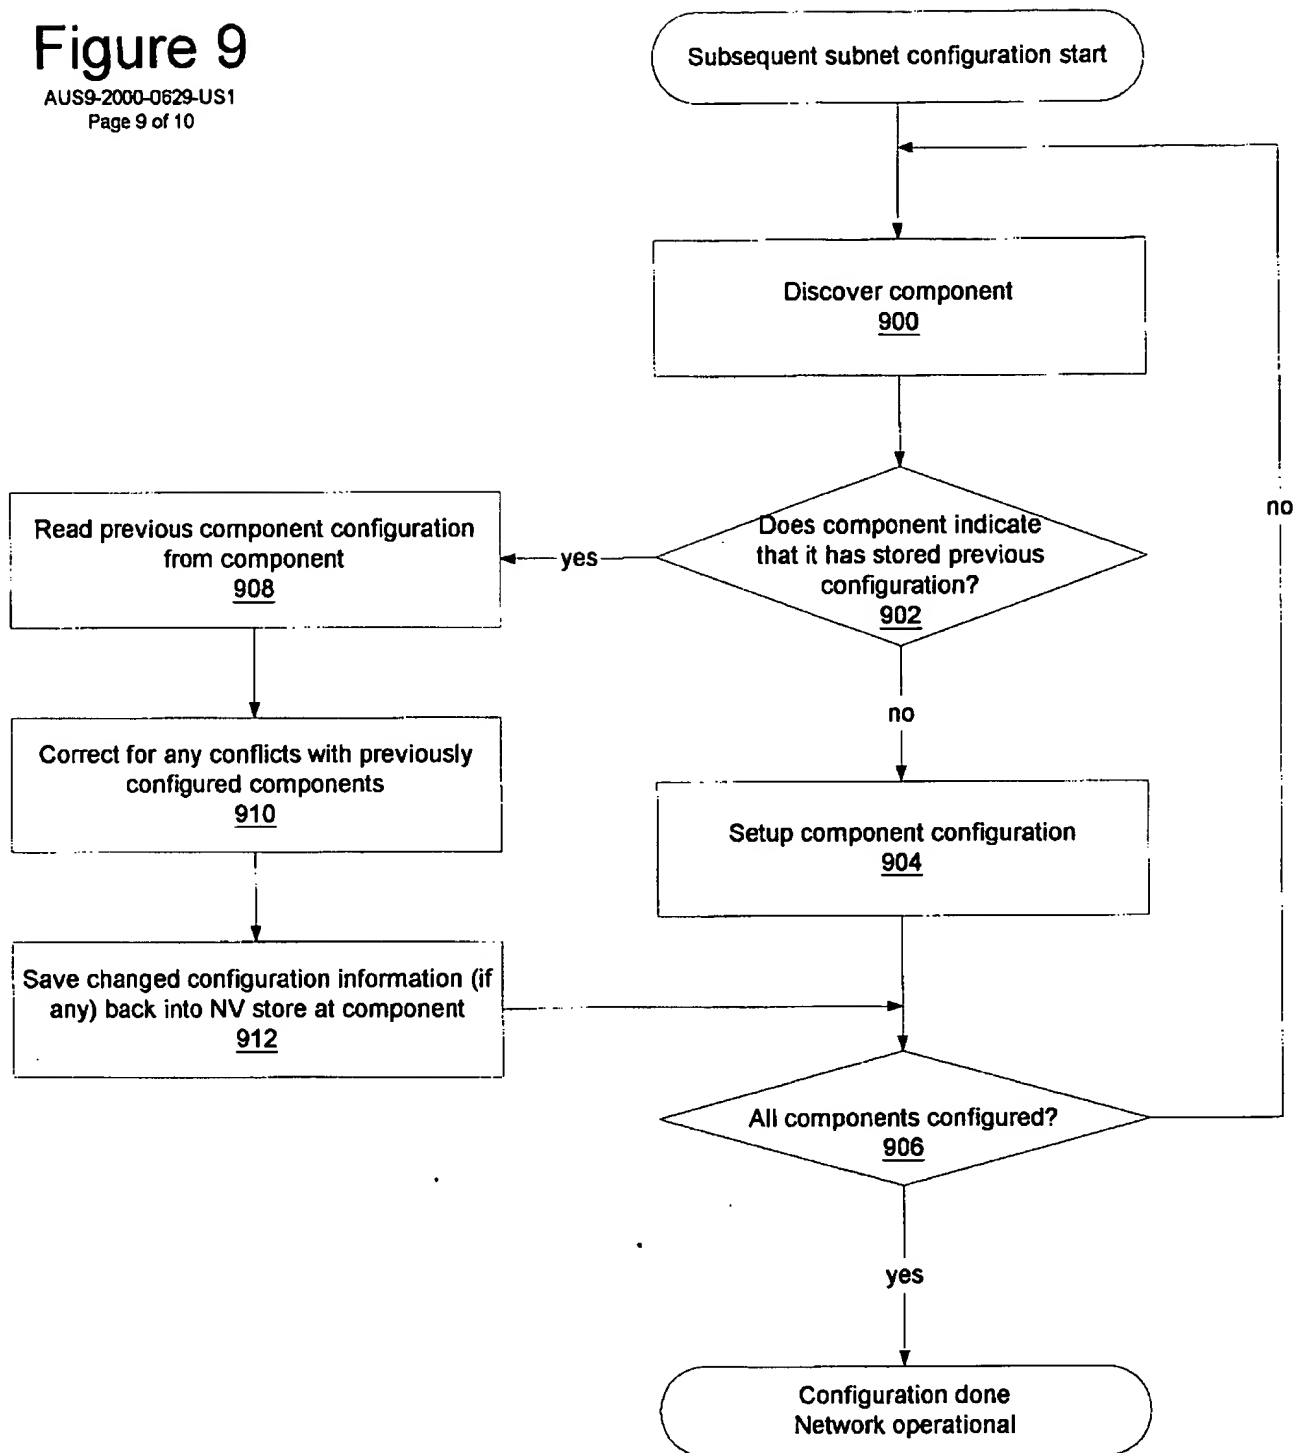 Figure 9
AUS9-2000-0629-US1
Page 9 of 10
Subsequent subnet configuration start
Discover component
900
Does component indicate
that it has stored previous
configuration?
902
yes
no
no
Read previous component configuration
from component
908
Correct for any conflicts with previously
configured components
910
Save changed configuration information (if
any) back into NV store at component
912
Setup component configuration
904
All components configured?
906
yes
Configuration done
Network operational